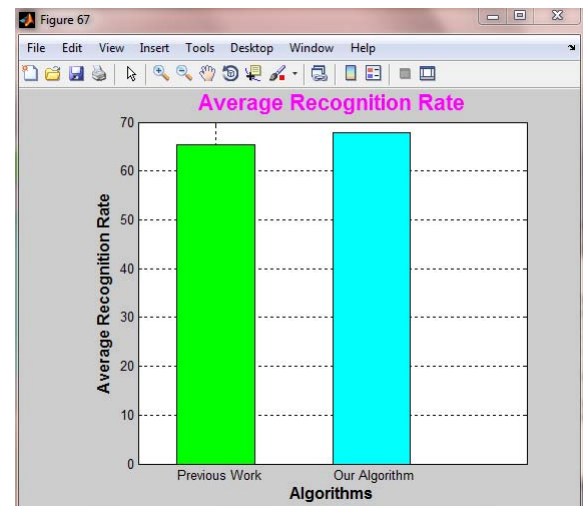 Figure 67
File Edit View Insert Tools Desktop Window Help
Average Recognition Rate
70
60
50
40
30
20
10
0
Average Recognition Rate
Previous Work Our Algorithm
Algorithms